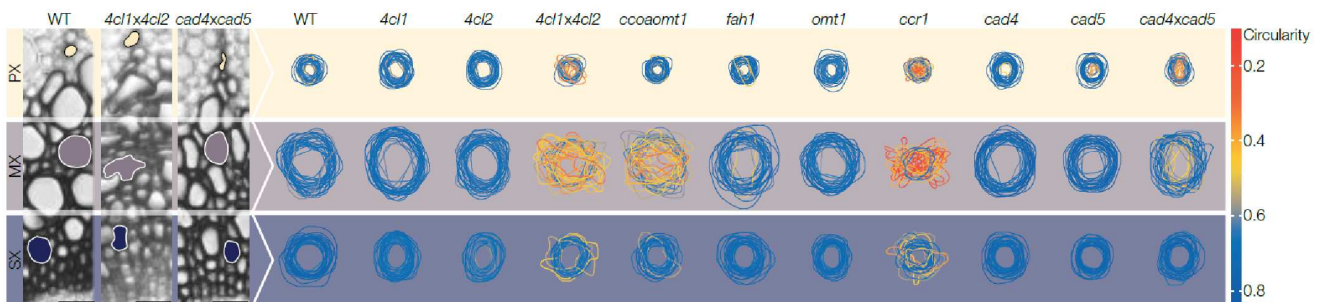 WT 4cl1x4cl2 cad4xcad5 WT 4cl1 4cl2 4cl1x4cl2 ccoaomt1 fah1 omt1 ccr1 cad4 cad5 cad4xcad5
Circularity
PX
MX
SX
0.2
0.4
0.6
0.8